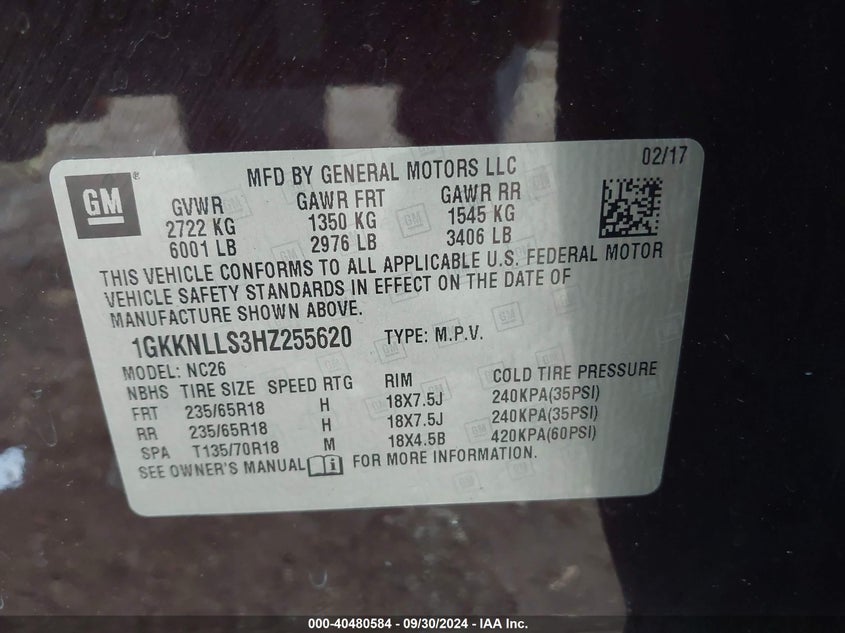 02/17
MFD BY GENERAL MOTORS LLC
GM ®
GVWR GAWR FRT GAWR RR
2722 KG 1350 KG 1545 KG
6001 LB 2976 LB 3406 LB
THIS VEHICLE CONFORMS TO ALL APPLICABLE U.S. FEDERAL MOTOR
VEHICLE SAFETY STANDARDS IN EFFECT ON THE DATE OF
MANUFACTURE SHOWN ABOVE.
1GKKNLLS3HZ255620 TYPE: M.P.V.
MODEL: NC26
NBHS TIRE SIZE SPEED RTG RIM COLD TIRE PRESSURE
FRT 235/65R18 H 18X7.5J 240KPA(35PSI)
RR 235/65R18 H 18X7.5J 240KPA(35PSI)
SPA T135/70R18 M 18X4.5B 420KPA(60PSI)
SEE OWNER'S MANUAL FOR MORE INFORMATION.
000-40480584 - 09/30/2024 - IAA Inc.